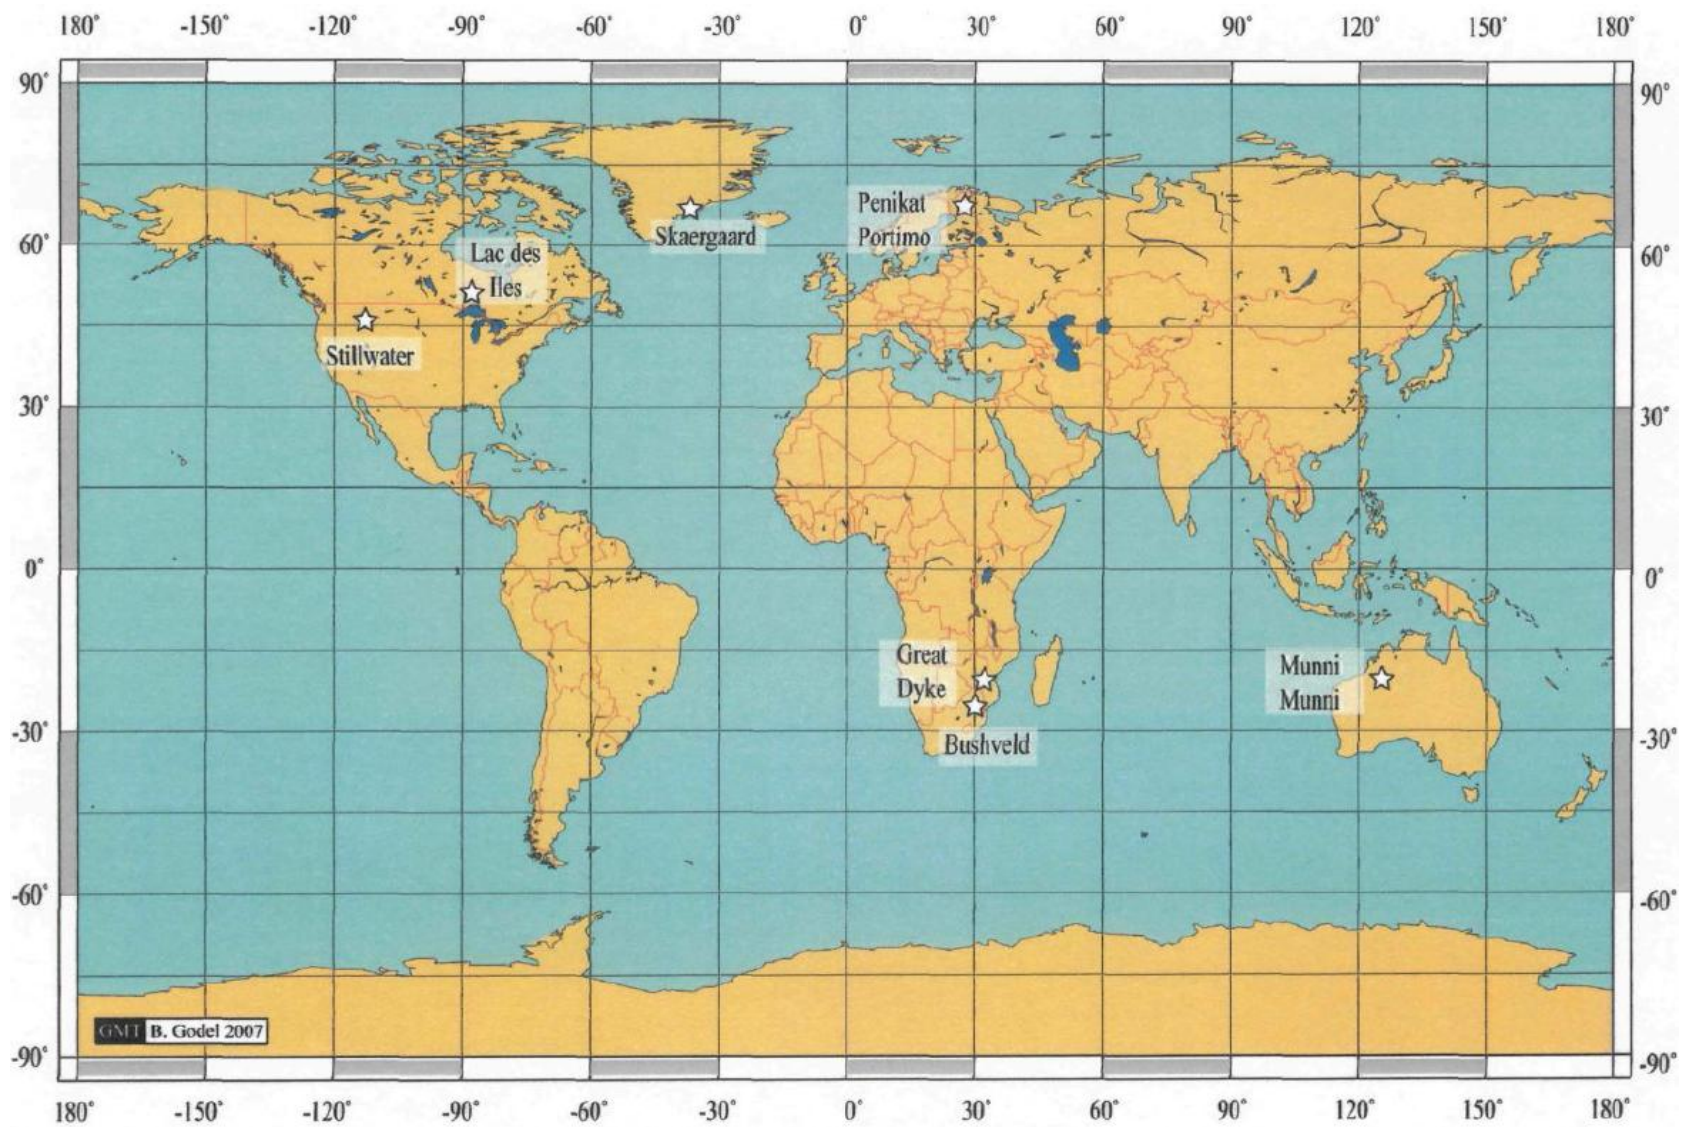 180° -150° -120° -90° -60° -30° 0° 30° 60° 90° 120° 150° 180°
90° 90°
Penikat
Portimo
Skaergaard
60° 60°
Lac des
Iles
Stillwater
30° 30°
0° 0°
Great
Dyke
Munni
Munni
-30° -30°
Bushveld
-60° -60°
GMT B. Godel 2007
-90° -90°
180° -150° -120° -90° -60° -30° 0° 30° 60° 90° 120° 150° 180°